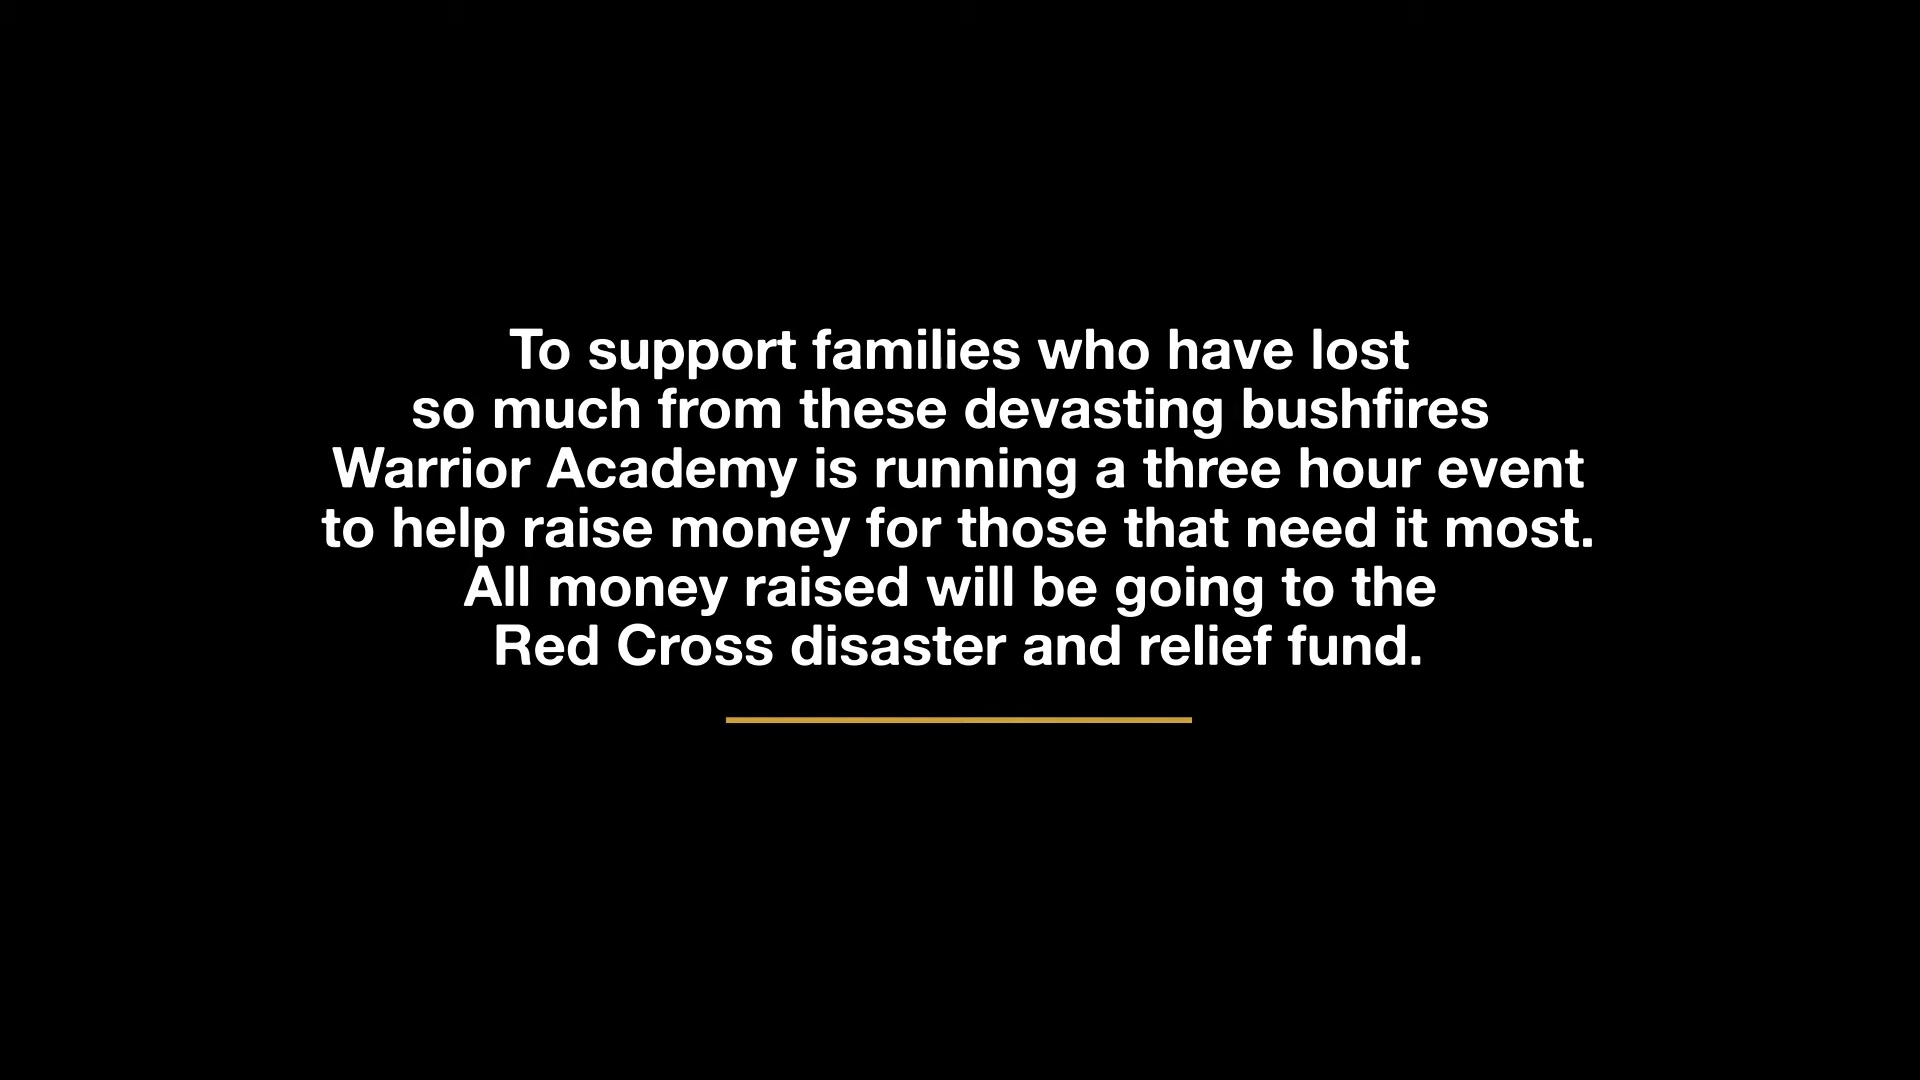 To support families who have lost
so much from these devasting bushfires
Warrior Academy is running a three hour event
to help raise money for those that need it most.
All money raised will be going to the
Red Cross disaster and relief fund.